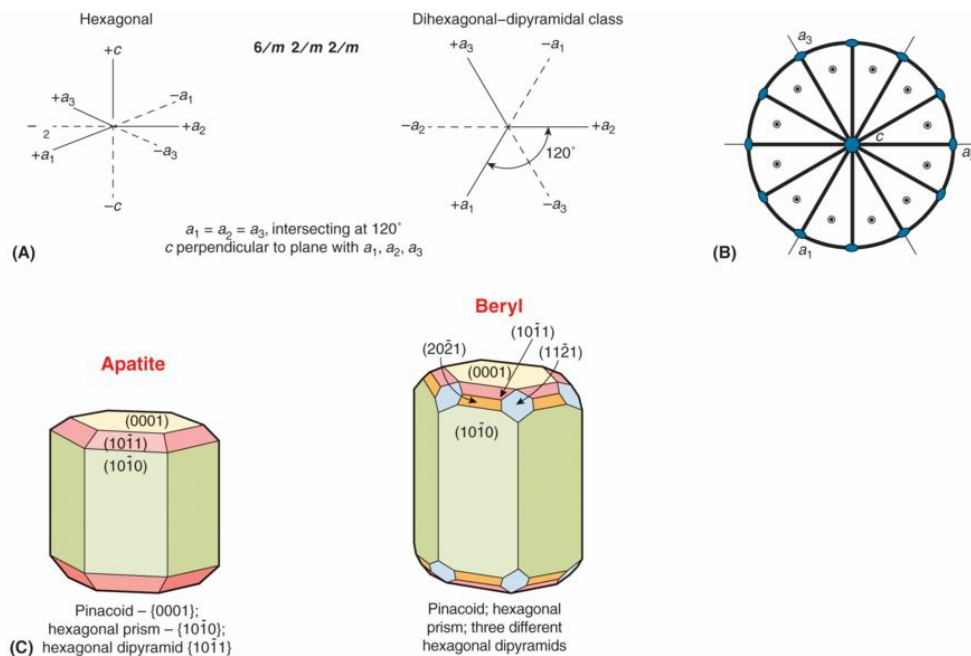 Hexagonal
6/m 2/m 2/m
Dihexagonal–dipyramidal class
+c
+a₃
–a₁
– ₂
+a₂
+a₁
–a₃
–c
+a₃
–a₁
–a₂
+a₂
120°
+a₁
–a₃
a₁ = a₂ = a₃, intersecting at 120°
c perpendicular to plane with a₁, a₂, a₃
(A)
a₃
c
a₂
a₁
(B)
Apatite
(0001)
(101̄1)
(101̄0)
Pinacoid – {0001};
hexagonal prism – {101̄0};
hexagonal dipyramid {101̄1}
(C)
Beryl
(101̄1)
(202̄1)
(112̄1)
(0001)
(101̄0)
Pinacoid; hexagonal
prism; three different
hexagonal dipyramids